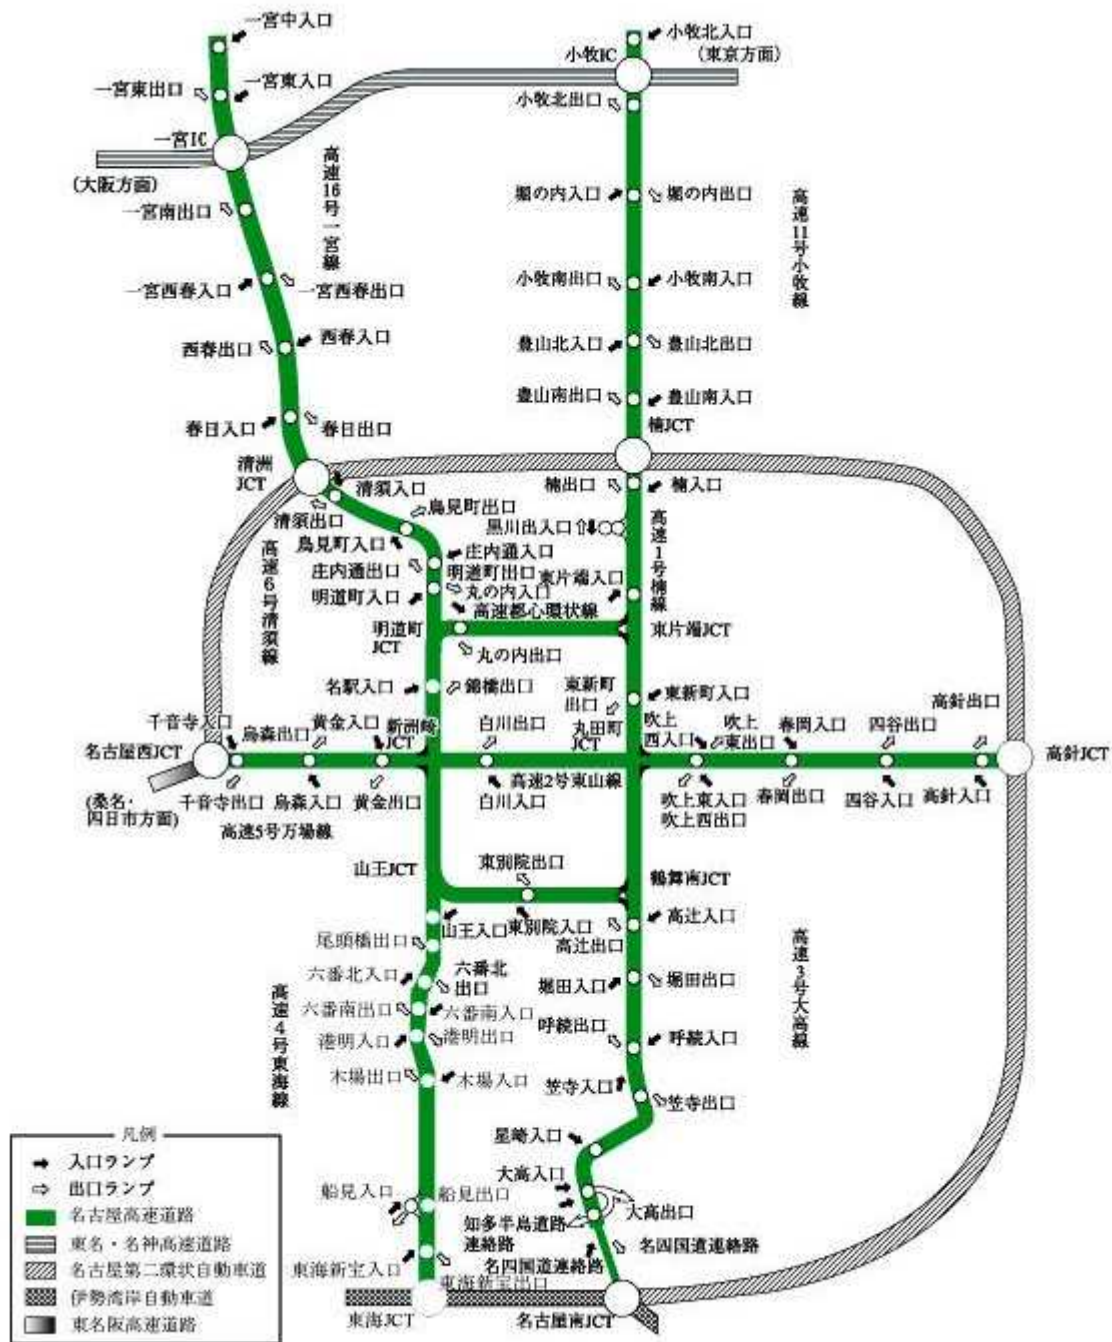 一宮中入口
小牧北入口
小牧IC
(東京方面)
一宮東出口
一宮東入口
小牧北出口
一宮IC
(大阪方面)
高速16号一宮線
堀の内入口
堀の内出口
高速11号小牧線
一宮南出口
一宮西春入口
一宮西春出口
小牧南出口
小牧南入口
西春出口
西春入口
豊山北入口
豊山北出口
豊山南出口
豊山南入口
春日入口
春日出口
楠JCT
清洲
JCT
清須入口
楠出口
楠入口
清須出口
鳥見町出口
黒川出入口
高速1号楠線
鳥見町入口
庄内通入口
高速6号清須線
庄内通出口
明道町出口
東片端入口
明道町入口
丸の内入口
高速都心環状線
明道町
JCT
東片端JCT
丸の内出口
名駅入口
錦橋出口
東新町
出口
東新町入口
高針出口
千音寺入口
烏森出口
黄金入口
新洲崎
JCT
白川出口
丸田町
JCT
吹上
西入口
吹上
東出口
春岡入口
四谷出口
名古屋西JCT
高針JCT
高速2号東山線
(桑名・
四日市方面)
千音寺出口
烏森入口
黄金出口
白川入口
吹上東入口
吹上西出口
春岡出口
四谷入口
高針入口
高速5号万場線
山王JCT
東別院出口
鶴舞南JCT
山王入口
東別院入口
高辻入口
高辻出口
尾頭橋出口
高速3号大高線
六番北入口
六番北
出口
堀田入口
堀田出口
高速4号東海線
六番南出口
六番南入口
呼続出口
呼続入口
港明入口
港明出口
木場出口
木場入口
笠寺入口
笠寺出口
星崎入口
大高入口
船見入口
船見出口
大高出口
知多半島道路
連絡路
名四国道連絡路
名四国道連絡路
東海新宝入口
東海新宝出口
東海JCT
名古屋南JCT
凡例
入口ランプ
出口ランプ
名古屋高速道路
東名・名神高速道路
名古屋第二環状自動車道
伊勢湾岸自動車道
東名阪高速道路